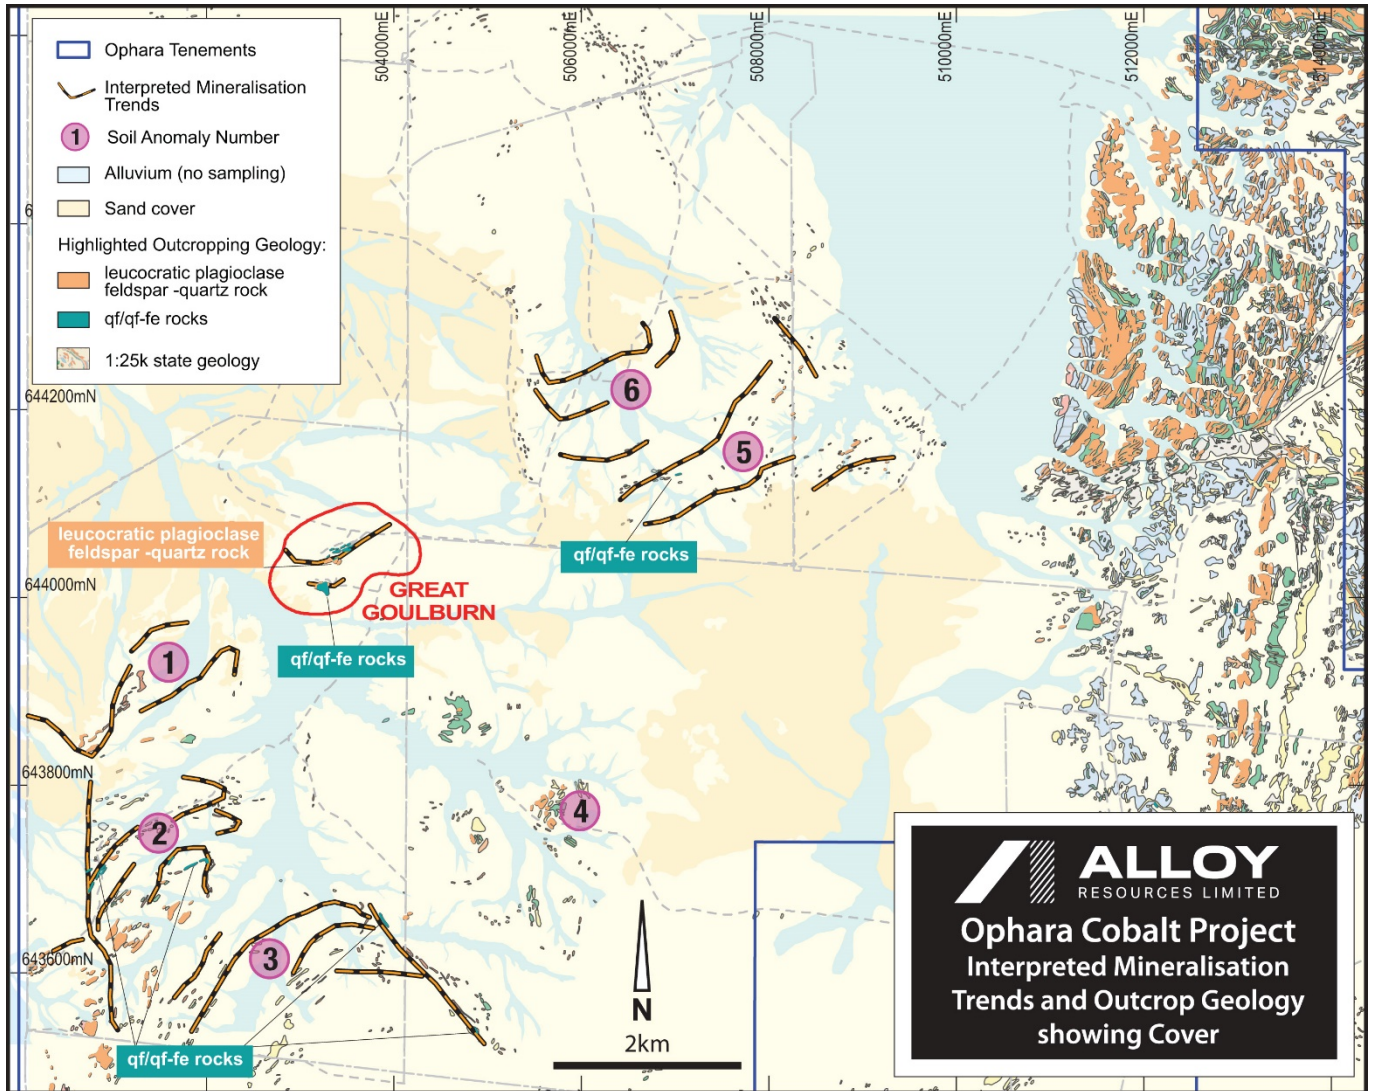 Ophara Tenements
Interpreted Mineralisation
Trends
1
Soil Anomaly Number
Alluvium (no sampling)
Sand cover
Highlighted Outcropping Geology:
leucocratic plagioclase
feldspar -quartz rock
qf/qf-fe rocks
1:25k state geology
504000mE
506000mE
508000mE
510000mE
512000mE
514000mE
644200mN
644000mN
643800mN
643600mN
6
5
leucocratic plagioclase
feldspar -quartz rock
qf/qf-fe rocks
GREAT
GOULBURN
qf/qf-fe rocks
1
2
4
3
qf/qf-fe rocks
N
2km
ALLOY
RESOURCES LIMITED
Ophara Cobalt Project
Interpreted Mineralisation
Trends and Outcrop Geology
showing Cover